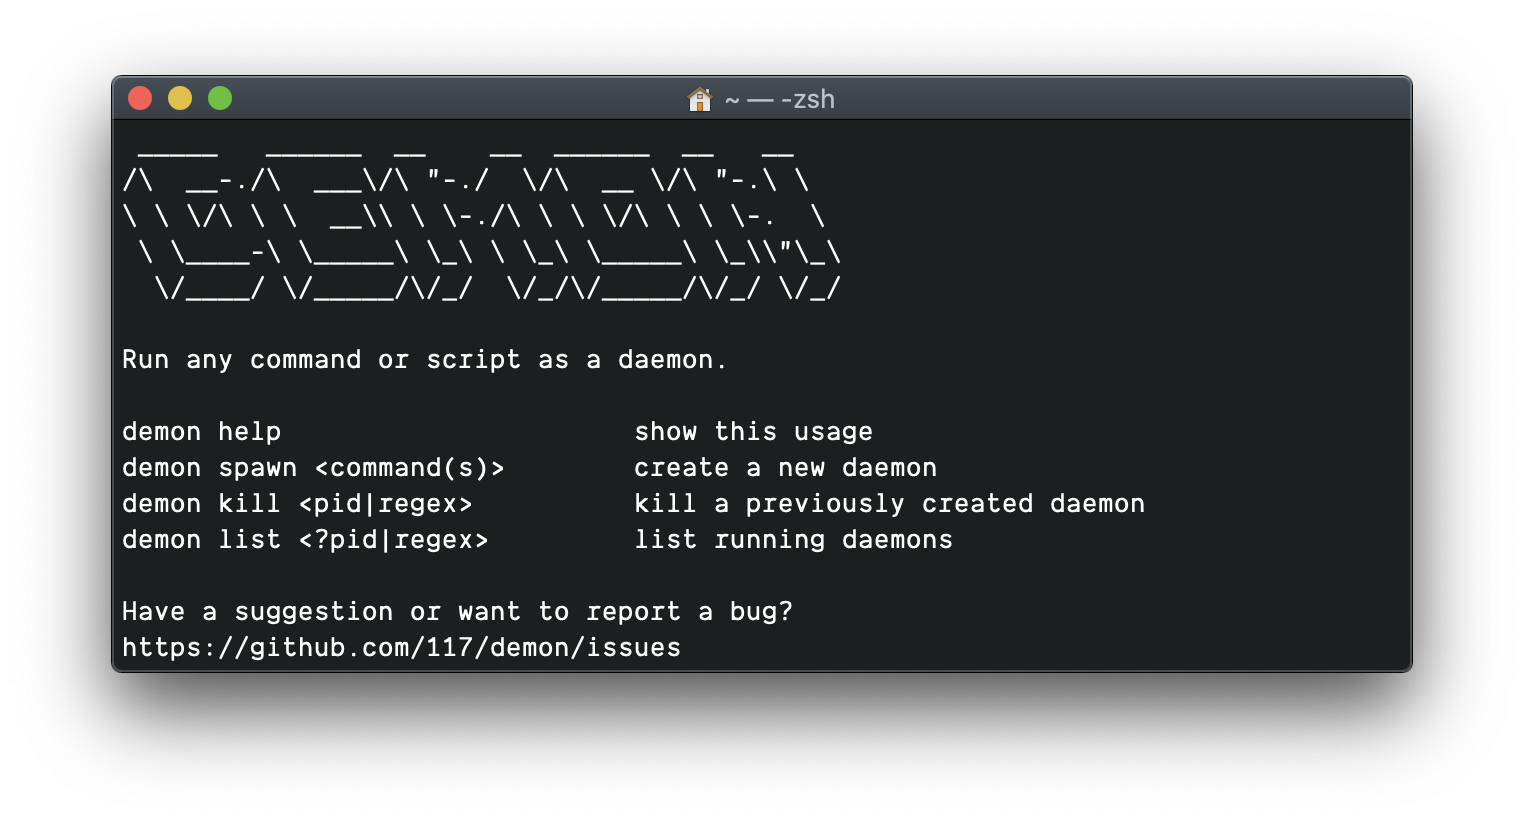 ~ — -zsh
 _____   ______  __    __  ______  __   __
/\  __-./\  ___\/\ "-./  \/\  __ \/\ "-.\ \
\ \ \/\ \ \  __\\ \ \-./\ \ \ \/\ \ \ \-.  \
 \ \____-\ \_____\ \_\ \ \_\ \_____\ \_\\"\_\
  \/____/ \/_____/\/_/  \/_/\/_____/\/_/ \/_/
Run any command or script as a daemon.
demon help                      show this usage
demon spawn <command(s)>        create a new daemon
demon kill <pid|regex>          kill a previously created daemon
demon list <?pid|regex>         list running daemons
Have a suggestion or want to report a bug?
https://github.com/117/demon/issues